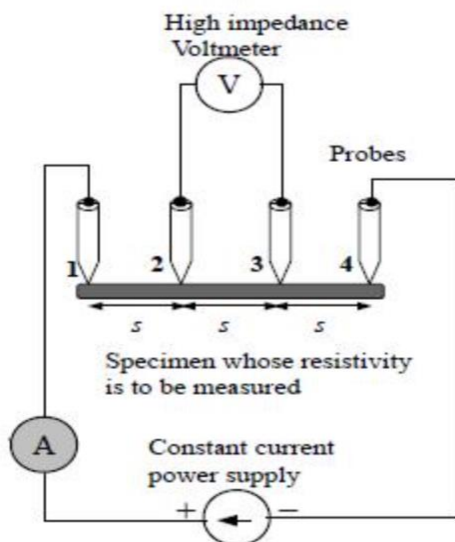 High impedance
Voltmeter
V
Probes
1 2 3 4
s s s
Specimen whose resistivity
is to be measured
A
Constant current
power supply
+ −